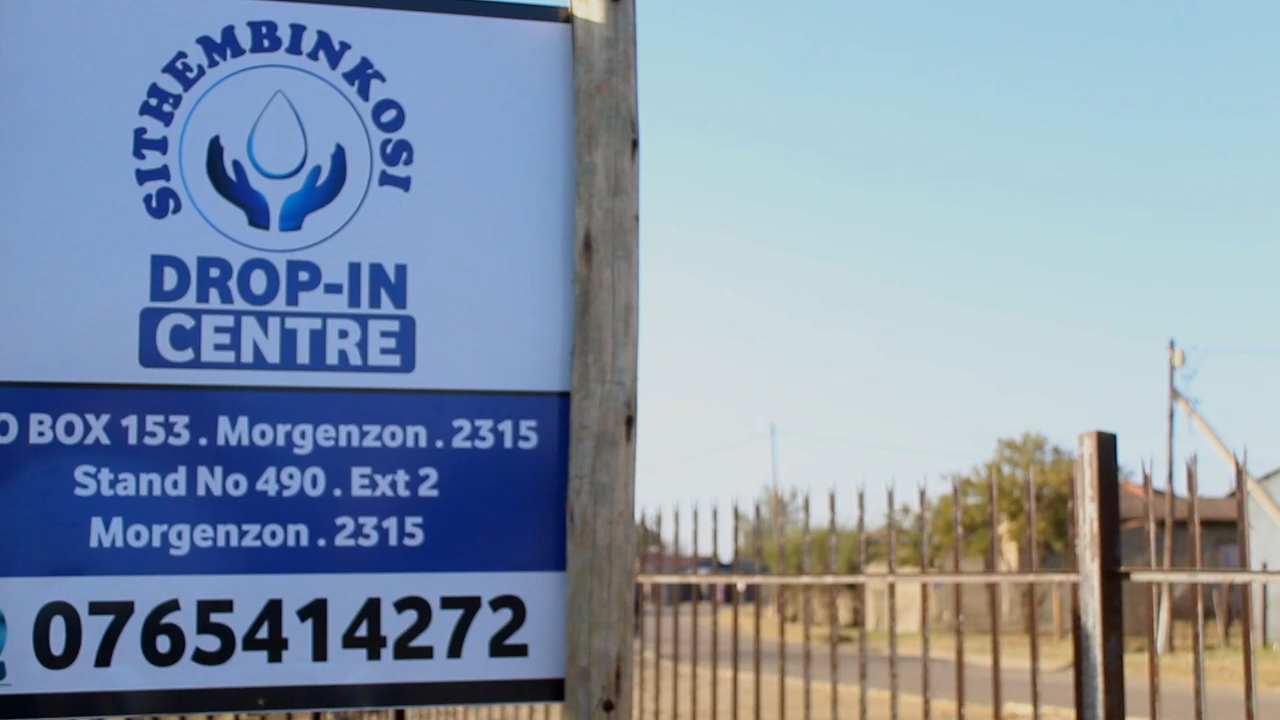 SITHEMBINKOSI
DROP-IN
CENTRE
O BOX 153 . Morgenzon . 2315
Stand No 490 . Ext 2
Morgenzon . 2315
0765414272